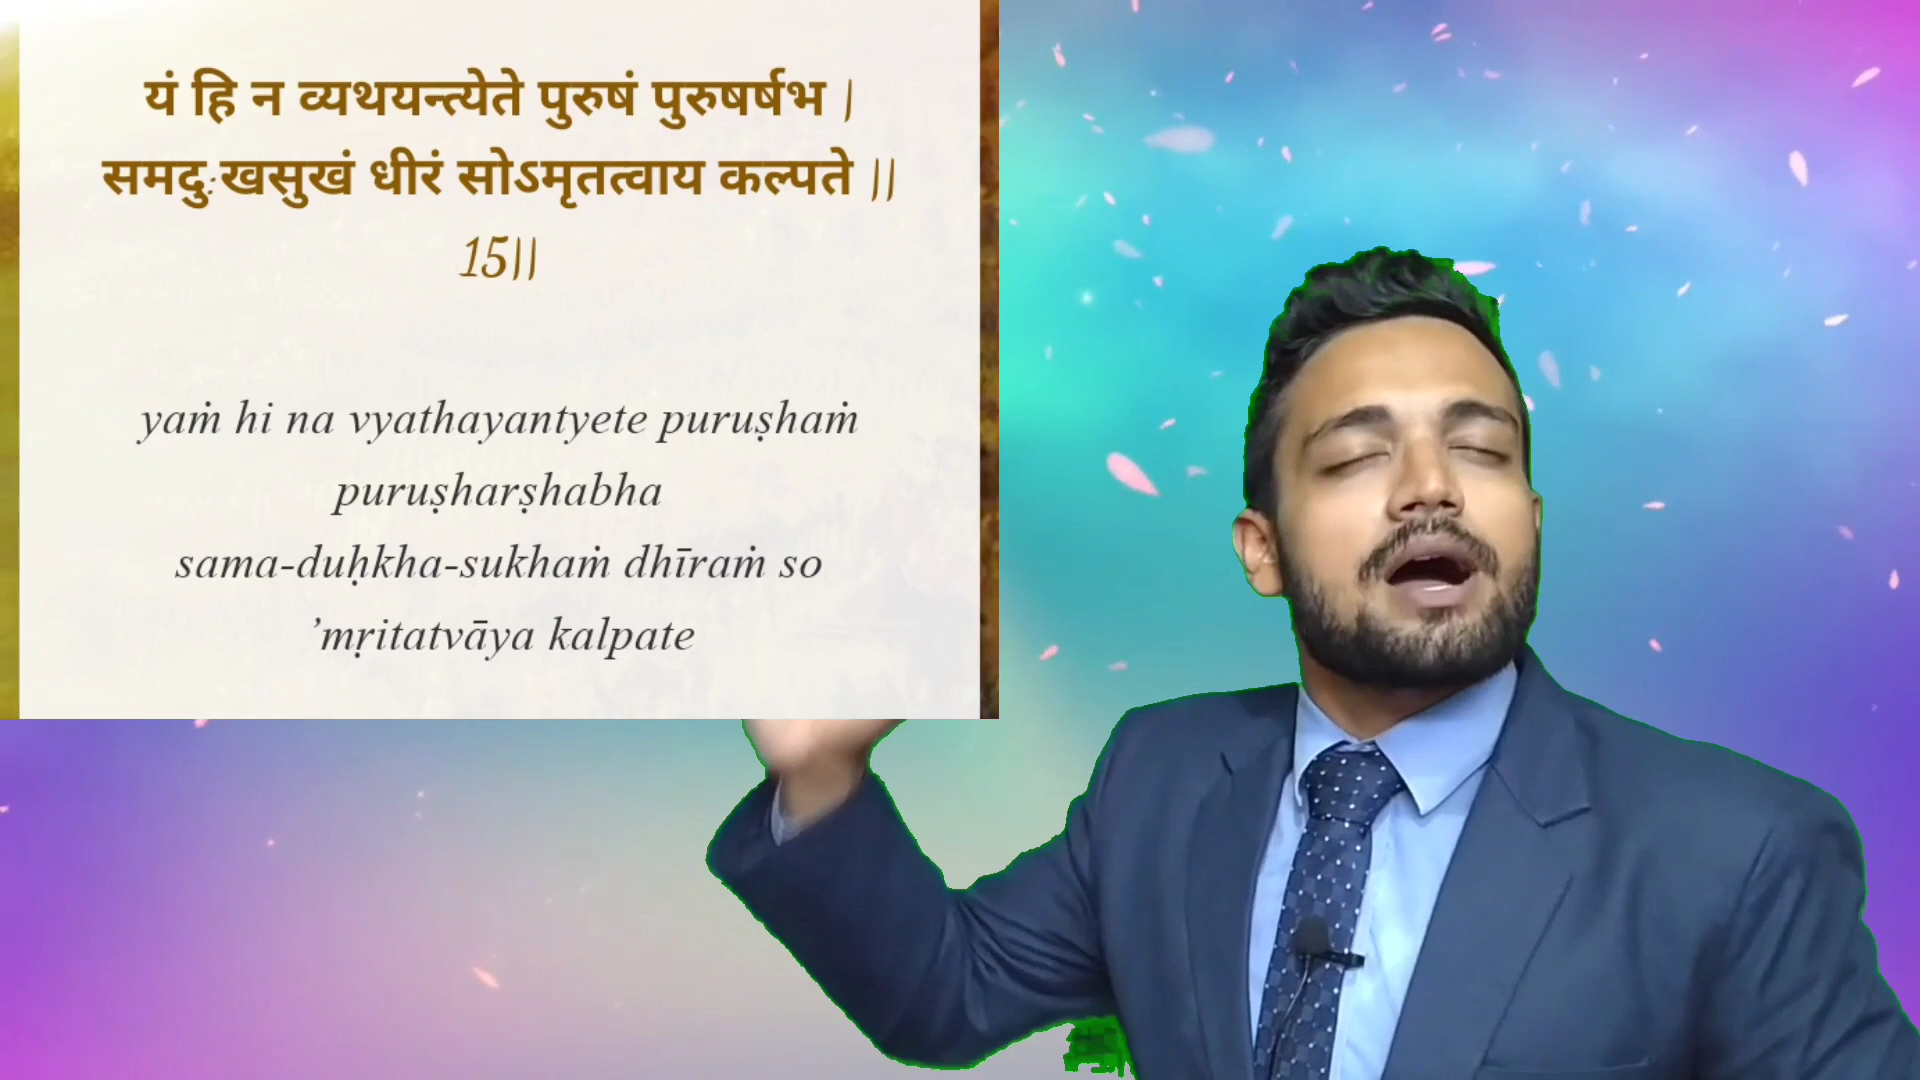 यं हि न व्यथयन्त्येते पुरुषं पुरुषर्षभ |
समदु:खसुखं धीरं सोऽमृतत्वाय कल्पते ||
15||
yaṁ hi na vyathayantyete puruṣhaṁ
puruṣharṣhabha
sama-duḥkha-sukhaṁ dhīraṁ so
’mṛitatvāya kalpate